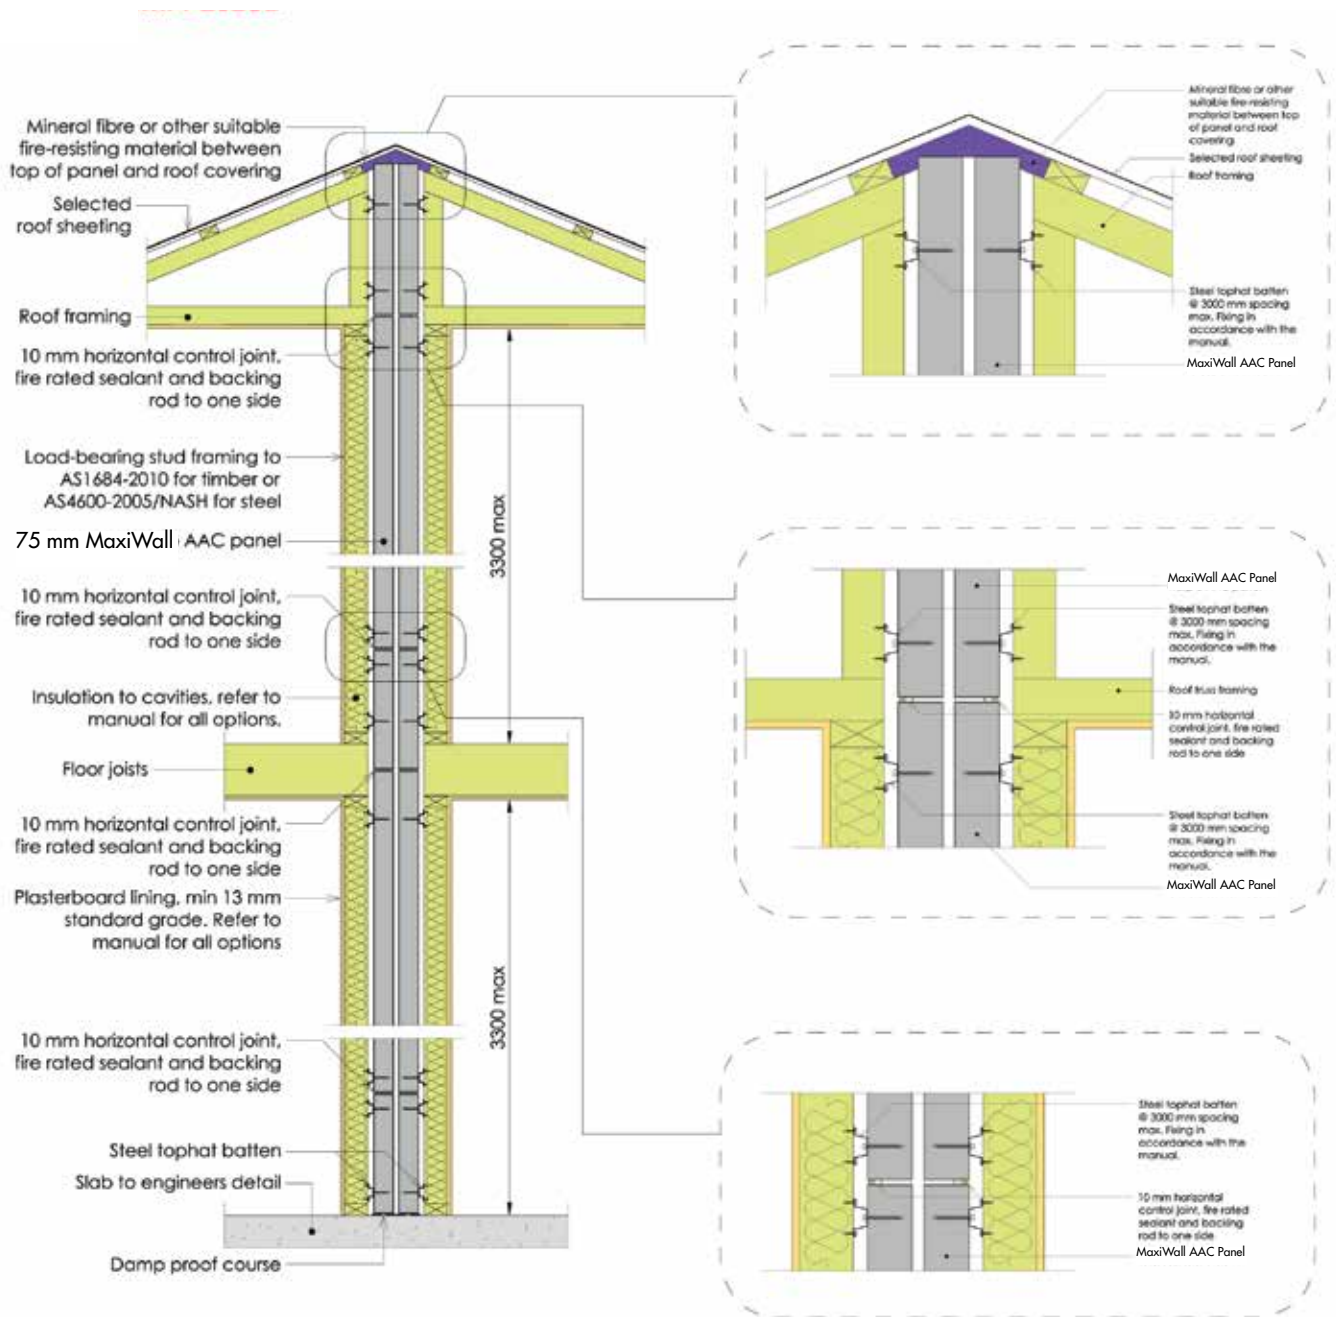 Mineral fibre or other suitable
fire-resisting material between
top of panel and roof covering
Selected
roof sheeting
Roof framing
10 mm horizontal control joint,
fire rated sealant and backing
rod to one side
Load-bearing stud framing to
AS1684-2010 for timber or
AS4600-2005/NASH for steel
75 mm MaxiWall AAC panel
10 mm horizontal control joint,
fire rated sealant and backing
rod to one side
Insulation to cavities, refer to
manual for all options.
Floor joists
10 mm horizontal control joint,
fire rated sealant and backing
rod to one side
Plasterboard lining, min 13 mm
standard grade. Refer to
manual for all options
10 mm horizontal control joint,
fire rated sealant and backing
rod to one side
Steel tophat batten
Slab to engineers detail
Damp proof course
3300 max
3300 max
Mineral fibre or other
suitable fire-resisting
material between top
of panel and roof
covering
Selected roof sheeting
Roof framing
Steel tophat batten
@ 3000 mm spacing
max. Fixing in
accordance with the
manual.
MaxiWall AAC Panel
MaxiWall AAC Panel
Steel tophat batten
@ 3000 mm spacing
max. Fixing in
accordance with the
manual.
Roof truss framing
10 mm horizontal
control joint, fire rated
sealant and backing
rod to one side
Steel tophat batten
@ 3000 mm spacing
max. Fixing in
accordance with the
manual.
MaxiWall AAC Panel
Steel tophat batten
@ 3000 mm spacing
max. Fixing in
accordance with the
manual.
10 mm horizontal
control joint, fire rated
sealant and backing
rod to one side
MaxiWall AAC Panel